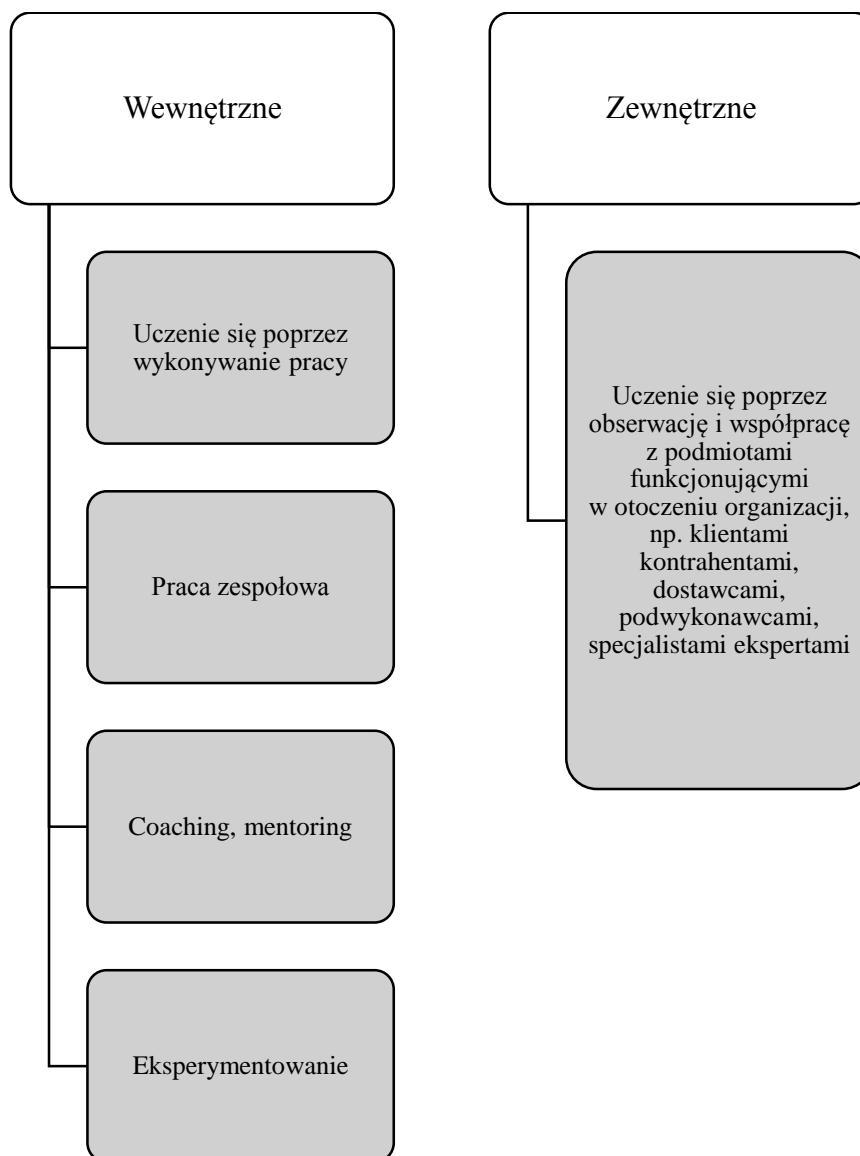 Wewnętrzne
Uczenie się poprzez
wykonywanie pracy
Praca zespołowa
Coaching, mentoring
Eksperymentowanie
Zewnętrzne
Uczenie się poprzez
obserwację i współpracę
z podmiotami
funkcjonującymi
w otoczeniu organizacji,
np. klientami
kontrahentami,
dostawcami,
podwykonawcami,
specjalistami ekspertami